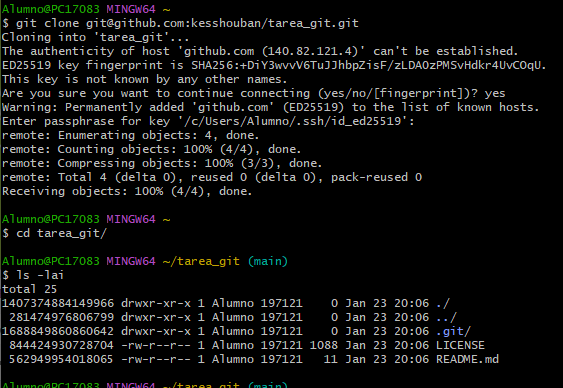 Alumno@PC17083 MINGW64 ~
$ git clone git@github.com:kesshouban/tarea_git.git
Cloning into 'tarea_git'...
The authenticity of host 'github.com (140.82.121.4)' can't be established.
ED25519 key fingerprint is SHA256:+DiY3wvvV6TuJJhbpZisF/zLDA0zPMSvHdkr4UvCOqU.
This key is not known by any other names.
Are you sure you want to continue connecting (yes/no/[fingerprint])? yes
Warning: Permanently added 'github.com' (ED25519) to the list of known hosts.
Enter passphrase for key '/c/Users/Alumno/.ssh/id_ed25519':
remote: Enumerating objects: 4, done.
remote: Counting objects: 100% (4/4), done.
remote: Compressing objects: 100% (3/3), done.
remote: Total 4 (delta 0), reused 0 (delta 0), pack-reused 0
Receiving objects: 100% (4/4), done.
Alumno@PC17083 MINGW64 ~
$ cd tarea_git/
Alumno@PC17083 MINGW64 ~/tarea_git (main)
$ ls -lai
total 25
1407374884149966 drwxr-xr-x 1 Alumno 197121 0 Jan 23 20:06 ./
281474976806799 drwxr-xr-x 1 Alumno 197121 0 Jan 23 20:06 ../
1688849860860642 drwxr-xr-x 1 Alumno 197121 0 Jan 23 20:06 .git/
844424930728704 -rw-r--r-- 1 Alumno 197121 1088 Jan 23 20:06 LICENSE
562949954018065 -rw-r--r-- 1 Alumno 197121 11 Jan 23 20:06 README.md
Alumno@PC17083 MINGW64 ~/tarea_git (main)